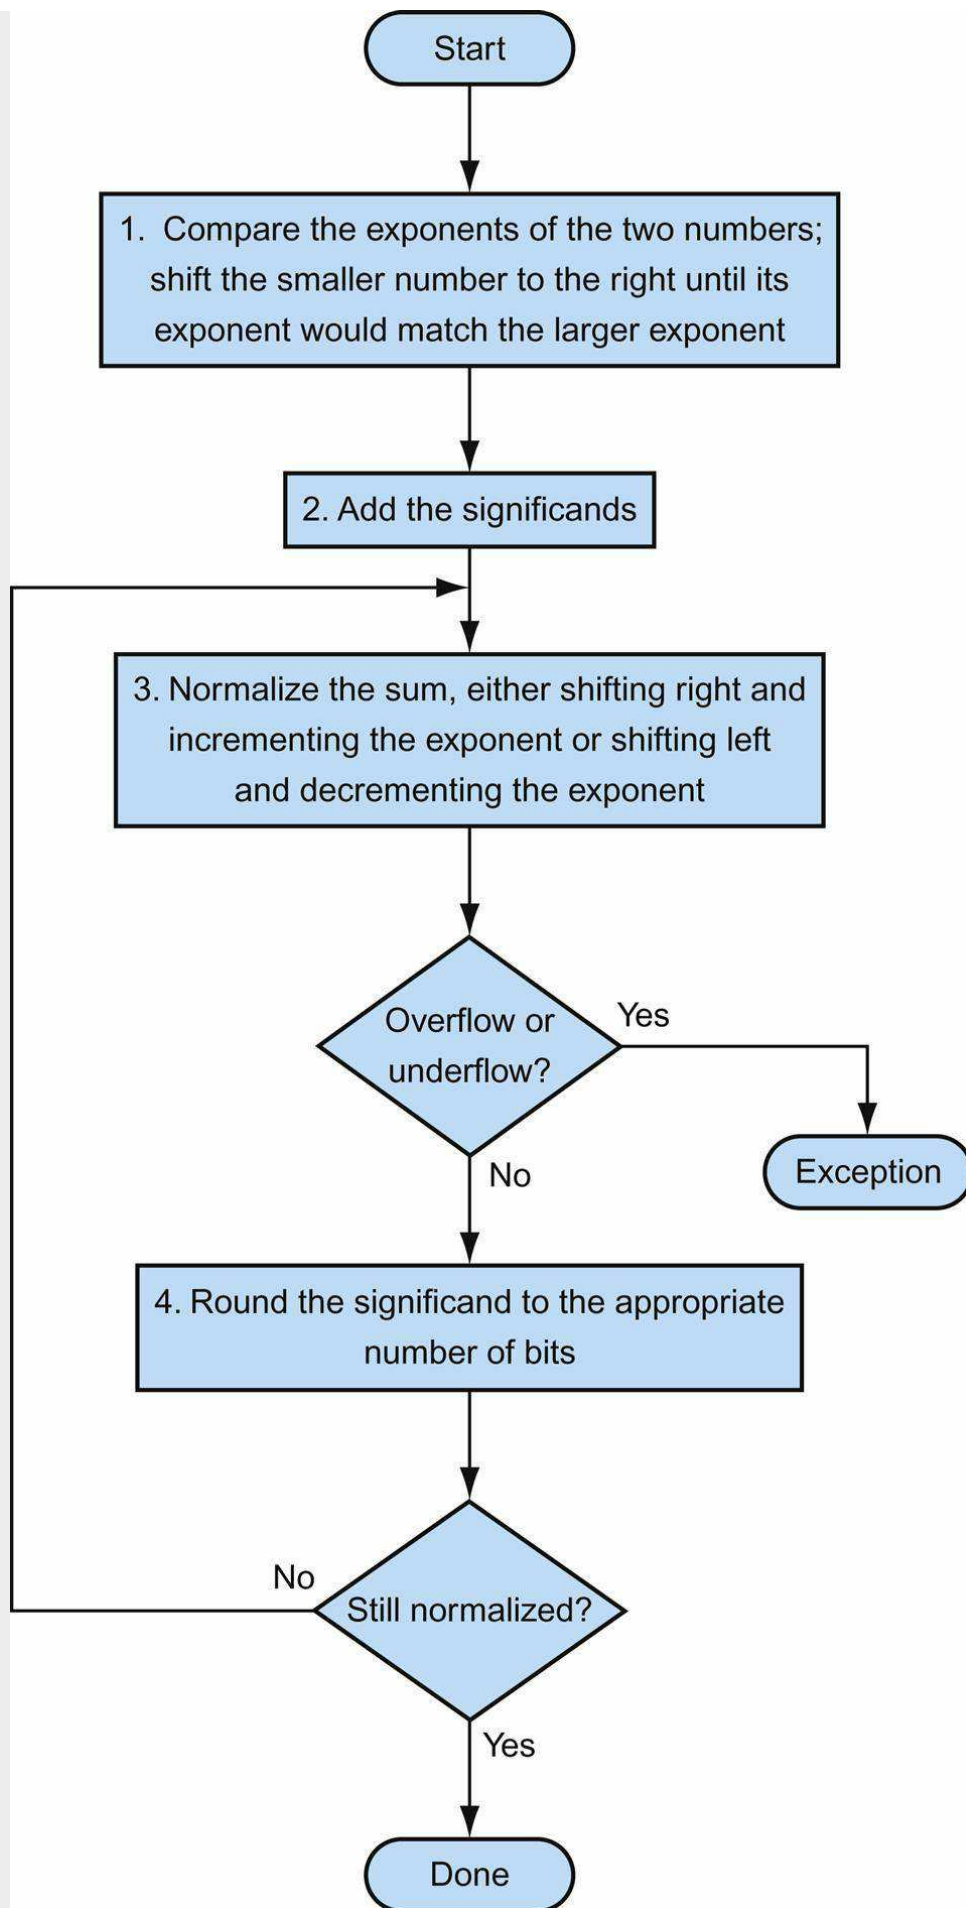 Start
1. Compare the exponents of the two numbers;
shift the smaller number to the right until its
exponent would match the larger exponent
2. Add the significands
3. Normalize the sum, either shifting right and
incrementing the exponent or shifting left
and decrementing the exponent
Overflow or
underflow?
Yes
No
Exception
4. Round the significand to the appropriate
number of bits
No
Still normalized?
Yes
Done